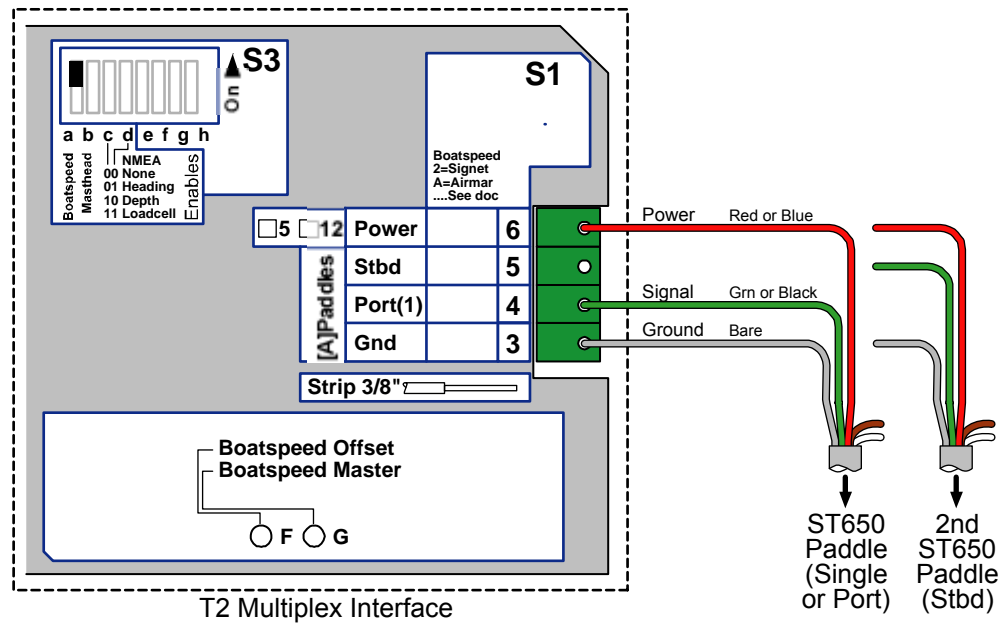 S3
On
a b c d e f g h
Boatspeed
Masthead
NMEA
00 None
01 Heading
10 Depth
11 Loadcell
Enables
S1
Boatspeed
2=Signet
A=Airmar
....See doc
5 12 Power 6
Stbd 5
Port(1) 4
Gnd 3
[A]Paddles
Strip 3/8"
Power Red or Blue
Signal Grn or Black
Ground Bare
Boatspeed Offset
Boatspeed Master
F G
ST650
Paddle
(Single
or Port)
2nd
ST650
Paddle
(Stbd)
T2 Multiplex Interface